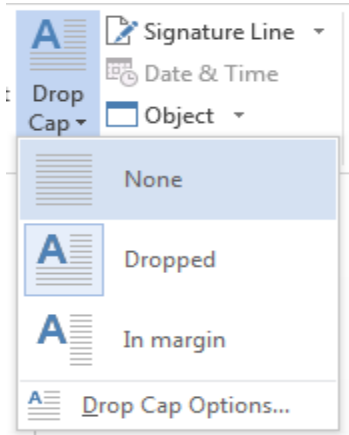 Signature Line
Date & Time
Drop
Cap
Object
None
Dropped
In margin
Drop Cap Options...